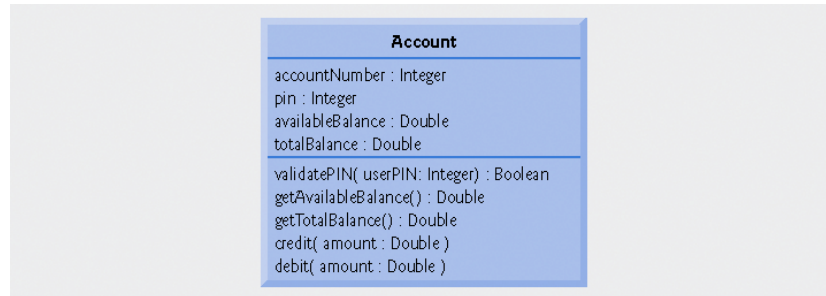 Account
accountNumber : Integer
pin : Integer
availableBalance : Double
totalBalance : Double
validatePIN( userPIN: Integer) : Boolean
getAvailableBalance() : Double
getTotalBalance() : Double
credit( amount : Double )
debit( amount : Double )